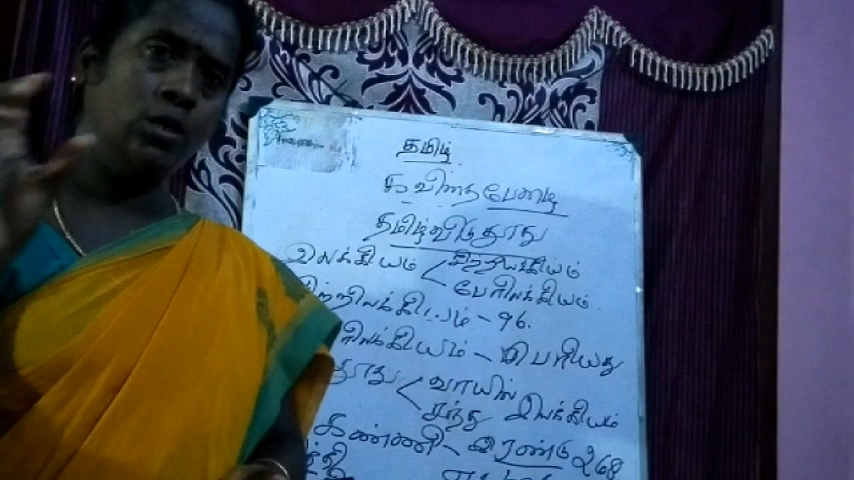 தமிழ்
கவிதைபேழை
தமிழ்விடுதூது
இலக்கியம் சிற்றிலக்கியம்
பேரிலக்கியம்
சிற்றிலக்கியம் - 96.
ரிலக்கியம் - பெரியது
தூது வாயில்
சந்து இலக்கியம்
கண்ணி - இரண்டு 268